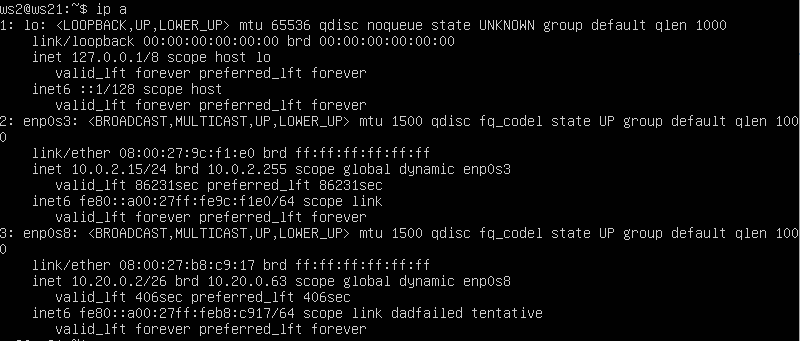 ws2@ws21:~$ ip a
1: lo: <LOOPBACK,UP,LOWER_UP> mtu 65536 qdisc noqueue state UNKNOWN group default qlen 1000
    link/loopback 00:00:00:00:00:00 brd 00:00:00:00:00:00
    inet 127.0.0.1/8 scope host lo
       valid_lft forever preferred_lft forever
    inet6 ::1/128 scope host
       valid_lft forever preferred_lft forever
2: enp0s3: <BROADCAST,MULTICAST,UP,LOWER_UP> mtu 1500 qdisc fq_codel state UP group default qlen 100
0
    link/ether 08:00:27:9c:f1:e0 brd ff:ff:ff:ff:ff:ff
    inet 10.0.2.15/24 brd 10.0.2.255 scope global dynamic enp0s3
       valid_lft 86231sec preferred_lft 86231sec
    inet6 fe80::a00:27ff:fe9c:f1e0/64 scope link
       valid_lft forever preferred_lft forever
3: enp0s8: <BROADCAST,MULTICAST,UP,LOWER_UP> mtu 1500 qdisc fq_codel state UP group default qlen 100
0
    link/ether 08:00:27:b8:c9:17 brd ff:ff:ff:ff:ff:ff
    inet 10.20.0.2/26 brd 10.20.0.63 scope global dynamic enp0s8
       valid_lft 406sec preferred_lft 406sec
    inet6 fe80::a00:27ff:feb8:c917/64 scope link dadfailed tentative
       valid_lft forever preferred_lft forever